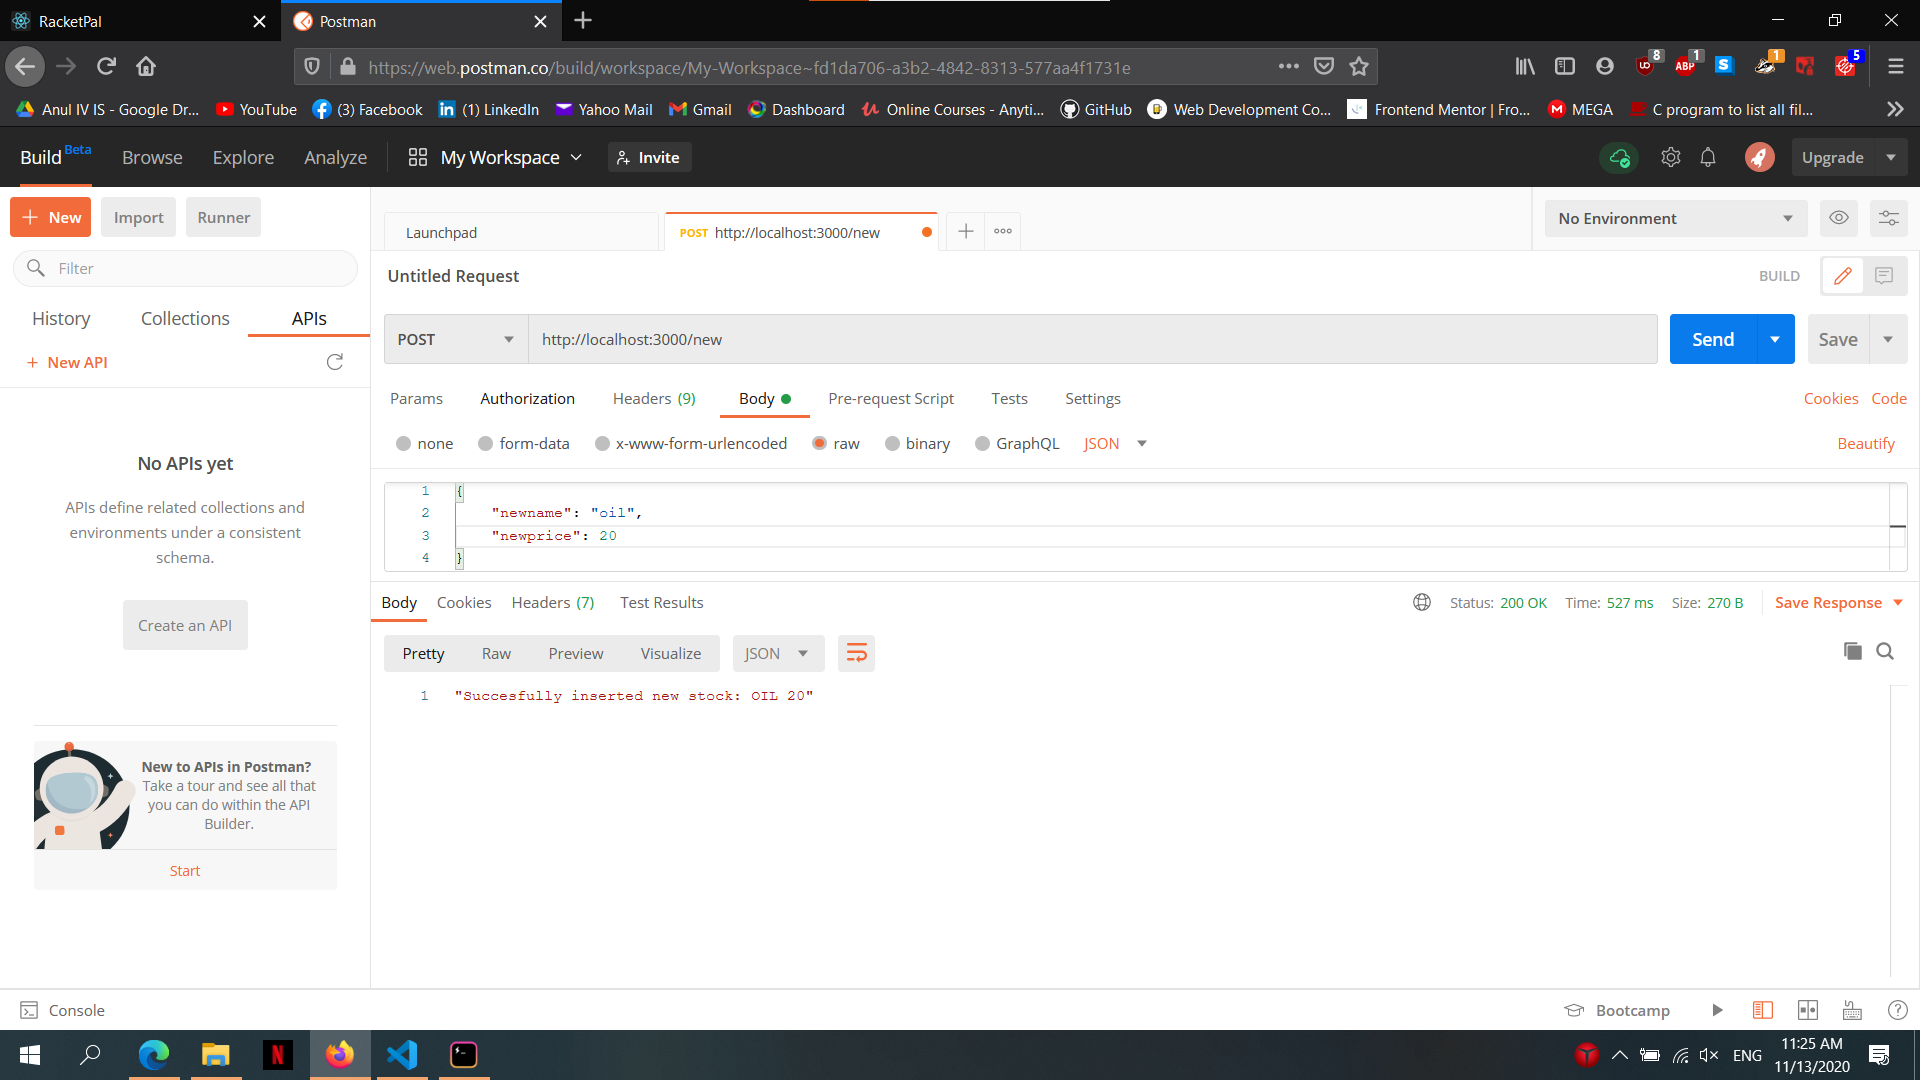 RacketPal
Postman
https://web.postman.co/build/workspace/My-Workspace~fd1da706-a3b2-4842-8313-577aa4f1731e
8
ABP
1
S
1
5
Anul IV IS - Google Dr...
YouTube
(3) Facebook
(1) LinkedIn
Yahoo Mail
Gmail
Dashboard
Online Courses - Anyti...
GitHub
Web Development Co...
Frontend Mentor | Fro...
MEGA
C program to list all fil...
Build Beta
Browse
Explore
Analyze
My Workspace
Invite
Upgrade
New
Import
Runner
Launchpad
POST http://localhost:3000/new
No Environment
Filter
Untitled Request
BUILD
History
Collections
APIs
POST
http://localhost:3000/new
Send
Save
+ New API
Params
Authorization
Headers (9)
Body
Pre-request Script
Tests
Settings
Cookies
Code
none
form-data
x-www-form-urlencoded
raw
binary
GraphQL
JSON
Beautify
No APIs yet
APIs define related collections and
environments under a consistent
schema.
Create an API
1 {
2 "newname": "oil",
3 "newprice": 20
4 }
Body
Cookies
Headers (7)
Test Results
Status: 200 OK
Time: 527 ms
Size: 270 B
Save Response
Pretty
Raw
Preview
Visualize
JSON
1 "Succesfully inserted new stock: OIL 20"
New to APIs in Postman?
Take a tour and see all that
you can do within the API
Builder.
Start
Console
Bootcamp
N
ENG
11:25 AM
11/13/2020